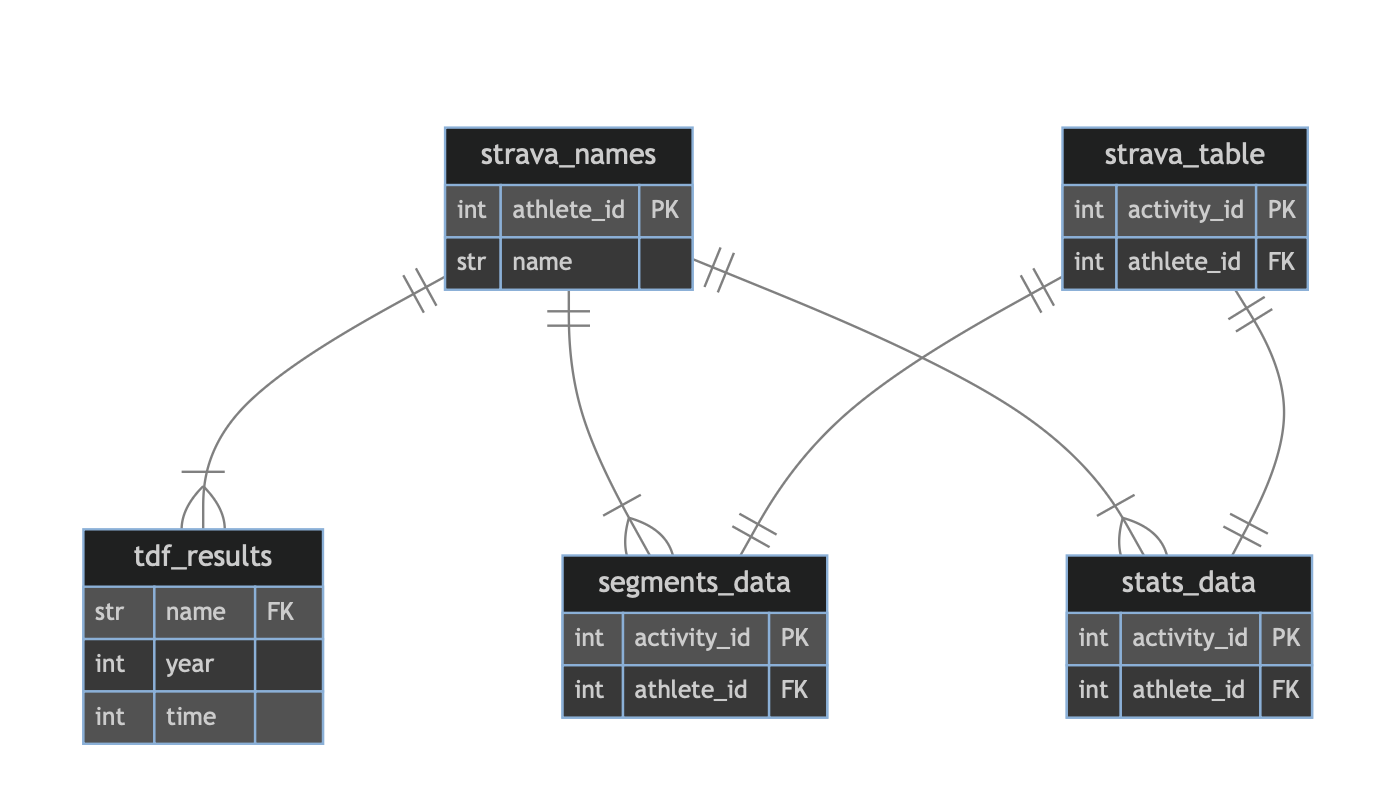 strava_names
int athlete_id PK
str name
strava_table
int activity_id PK
int athlete_id FK
tdf_results
str name FK
int year
int time
segments_data
int activity_id PK
int athlete_id FK
stats_data
int activity_id PK
int athlete_id FK